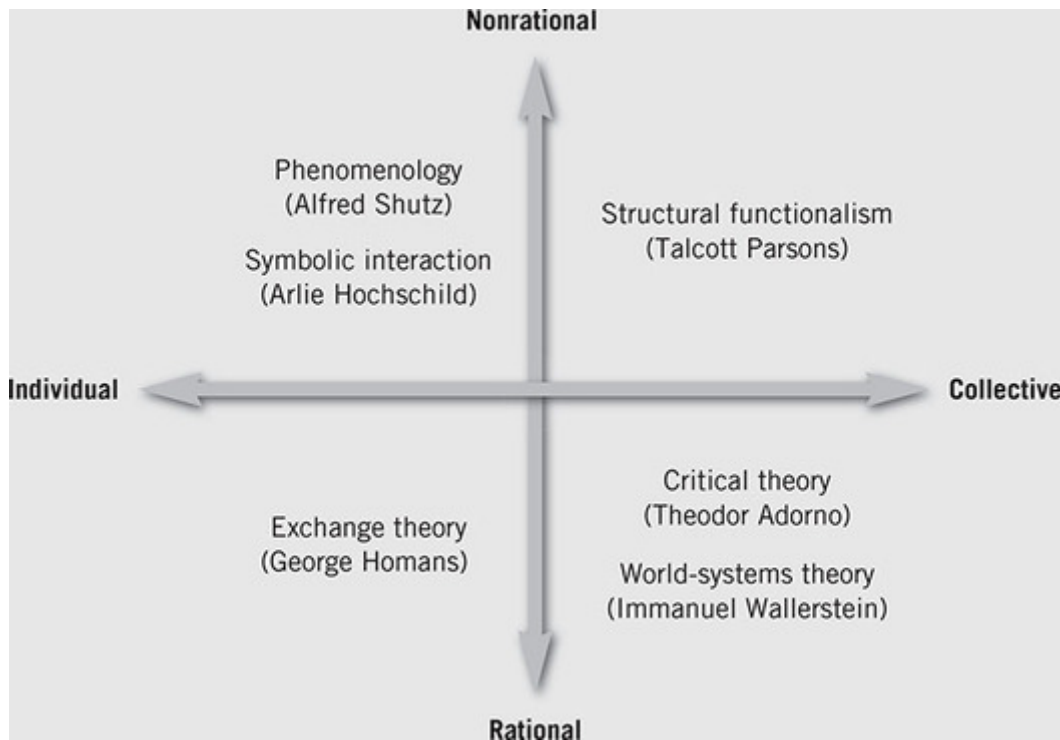 Nonrational
Phenomenology
(Alfred Shutz)
Structural functionalism
(Talcott Parsons)
Symbolic interaction
(Arlie Hochschild)
Individual
Collective
Critical theory
(Theodor Adorno)
Exchange theory
(George Homans)
World-systems theory
(Immanuel Wallerstein)
Rational